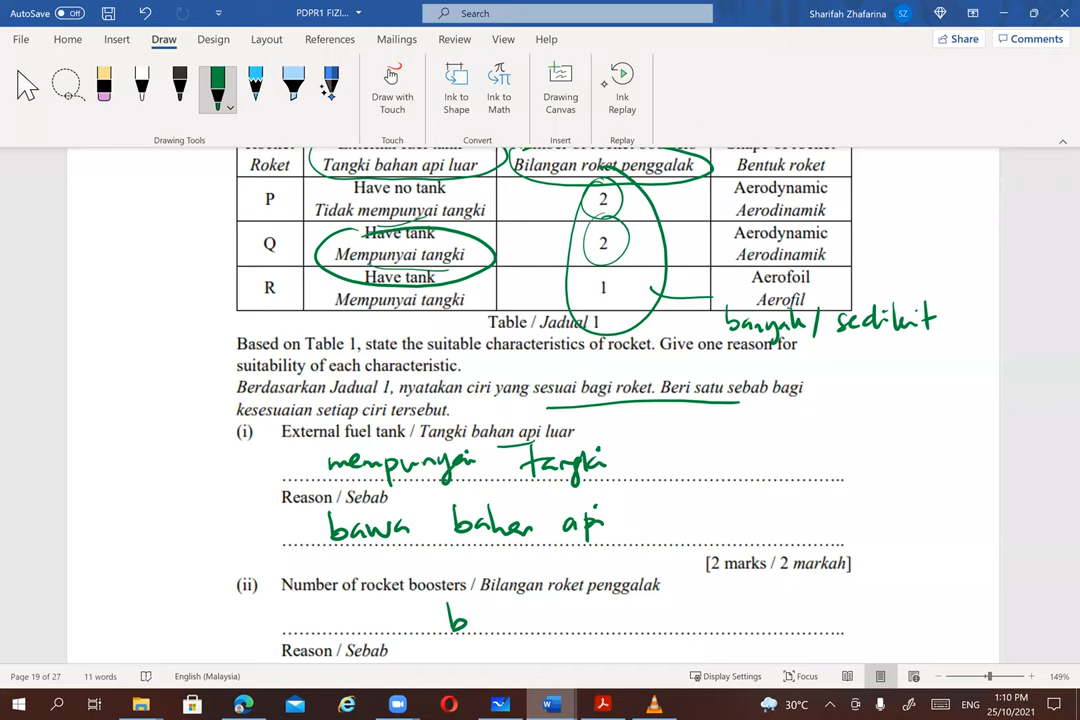 AutoSave Off PDPR1 FIZI... Search Sharifah Zhafarina SZ
File Home Insert Draw Design Layout References Mailings Review View Help Share Comments
Draw with Touch
Ink to Shape
Ink to Math
Drawing Canvas
Ink Replay
Drawing Tools Touch Convert Insert Replay
Roket Tangki bahan api luar Bilangan roket penggalak Bentuk roket
P Have no tank Tidak mempunyai tangki 2 Aerodynamic Aerodinamik
Q Have tank Mempunyai tangki 2 Aerodynamic Aerodinamik
R Have tank Mempunyai tangki 1 Aerofoil Aerofil
banyak / sedikit
Table / Jadual 1
Based on Table 1, state the suitable characteristics of rocket. Give one reason for
suitability of each characteristic.
Berdasarkan Jadual 1, nyatakan ciri yang sesuai bagi roket. Beri satu sebab bagi
kesesuaian setiap ciri tersebut.
(i) External fuel tank / Tangki bahan api luar
mempunyai tangki
Reason / Sebab
bawa bahan api
[2 marks / 2 markah]
(ii) Number of rocket boosters / Bilangan roket penggalak
b
Reason / Sebab
Page 19 of 27 11 words English (Malaysia) Display Settings Focus 149%
30°C ENG 1:10 PM 25/10/2021